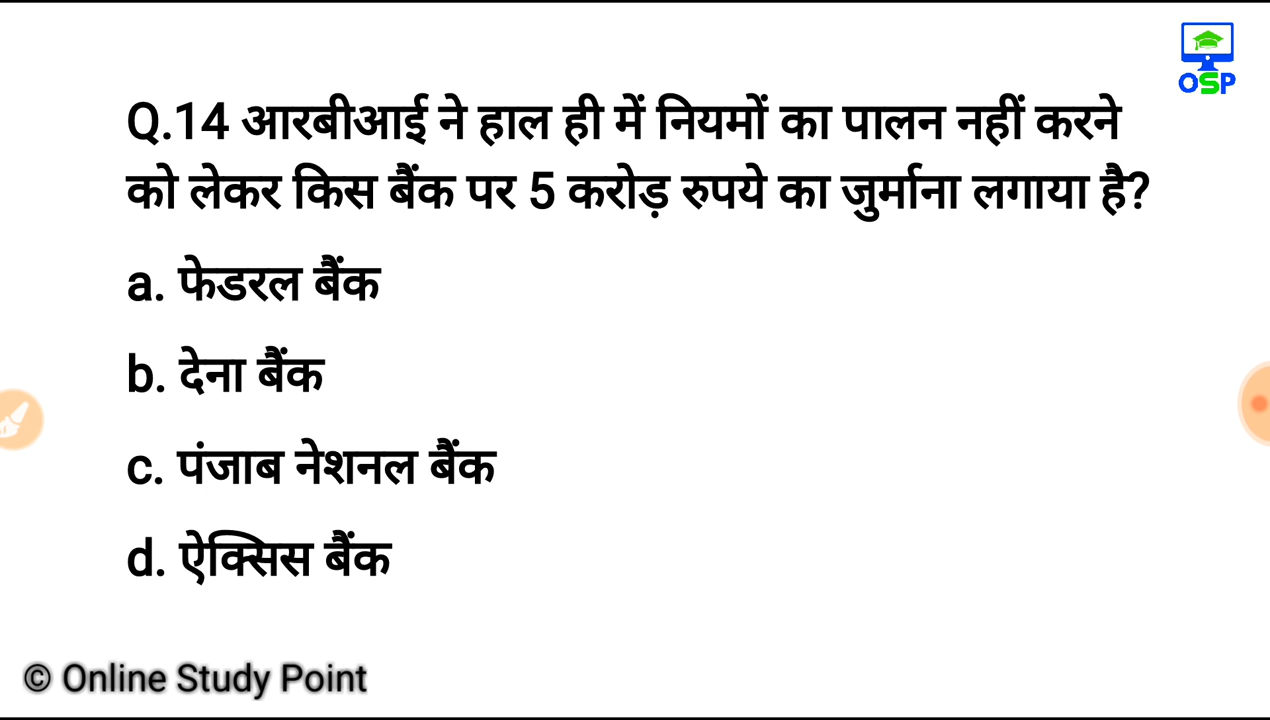 OSP
Q.14 आरबीआई ने हाल ही में नियमों का पालन नहीं करने
को लेकर किस बैंक पर 5 करोड़ रुपये का जुर्माना लगाया है?
a. फेडरल बैंक
b. देना बैंक
c. पंजाब नेशनल बैंक
d. ऐक्सिस बैंक
© Online Study Point